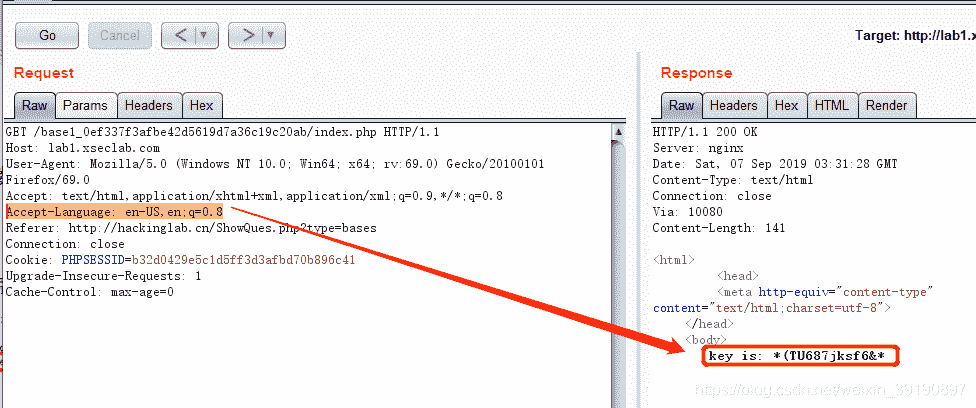 Go
Cancel
<
>
Target: http://lab1.x
Request
Response
Raw
Params
Headers
Hex
Raw
Headers
Hex
HTML
Render
GET /base1_0ef337f3afbe42d5619d7a36c19c20ab/index.php HTTP/1.1
Host: lab1.xseclab.com
User-Agent: Mozilla/5.0 (Windows NT 10.0; Win64; x64; rv:69.0) Gecko/20100101
Firefox/69.0
Accept: text/html,application/xhtml+xml,application/xml;q=0.9,*/*;q=0.8
Accept-Language: en-US,en;q=0.8
Referer: http://hackinglab.cn/ShowQues.php?type=bases
Connection: close
Cookie: PHPSESSID=b32d0429e5c1d5ff3d3afbd70b896c41
Upgrade-Insecure-Requests: 1
Cache-Control: max-age=0
HTTP/1.1 200 OK
Server: nginx
Date: Sat, 07 Sep 2019 03:31:28 GMT
Content-Type: text/html
Connection: close
Via: 10080
Content-Length: 141
<html>
<head>
<meta http-equiv="content-type"
content="text/html;charset=utf-8">
</head>
<body>
key is: *(TU687jksf6&*
https://blog.csdn.net/weixin_39190897